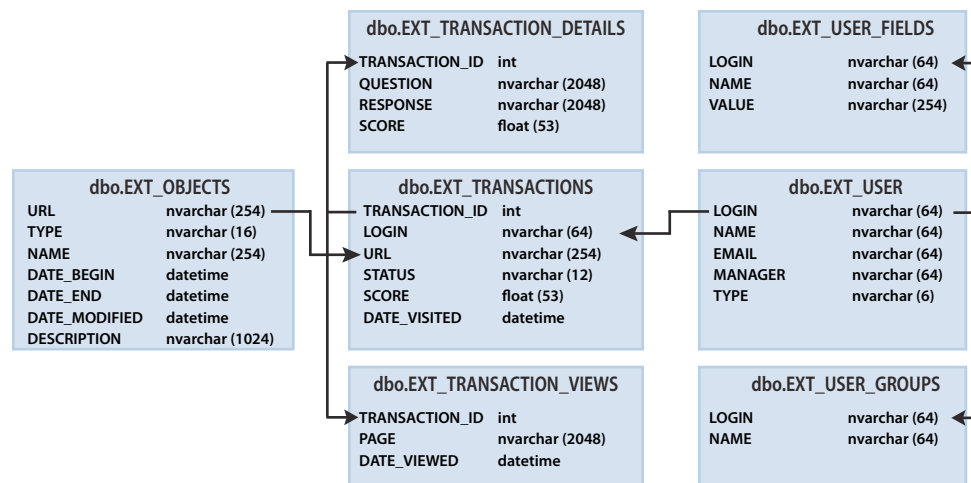 dbo.EXT_TRANSACTION_DETAILS
TRANSACTION_ID int
QUESTION nvarchar (2048)
RESPONSE nvarchar (2048)
SCORE float (53)
dbo.EXT_USER_FIELDS
LOGIN nvarchar (64)
NAME nvarchar (64)
VALUE nvarchar (254)
dbo.EXT_OBJECTS
URL nvarchar (254)
TYPE nvarchar (16)
NAME nvarchar (254)
DATE_BEGIN datetime
DATE_END datetime
DATE_MODIFIED datetime
DESCRIPTION nvarchar (1024)
dbo.EXT_TRANSACTIONS
TRANSACTION_ID int
LOGIN nvarchar (64)
URL nvarchar (254)
STATUS nvarchar (12)
SCORE float (53)
DATE_VISITED datetime
dbo.EXT_USER
LOGIN nvarchar (64)
NAME nvarchar (64)
EMAIL nvarchar (64)
MANAGER nvarchar (64)
TYPE nvarchar (6)
dbo.EXT_TRANSACTION_VIEWS
TRANSACTION_ID int
PAGE nvarchar (2048)
DATE_VIEWED datetime
dbo.EXT_USER_GROUPS
LOGIN nvarchar (64)
NAME nvarchar (64)